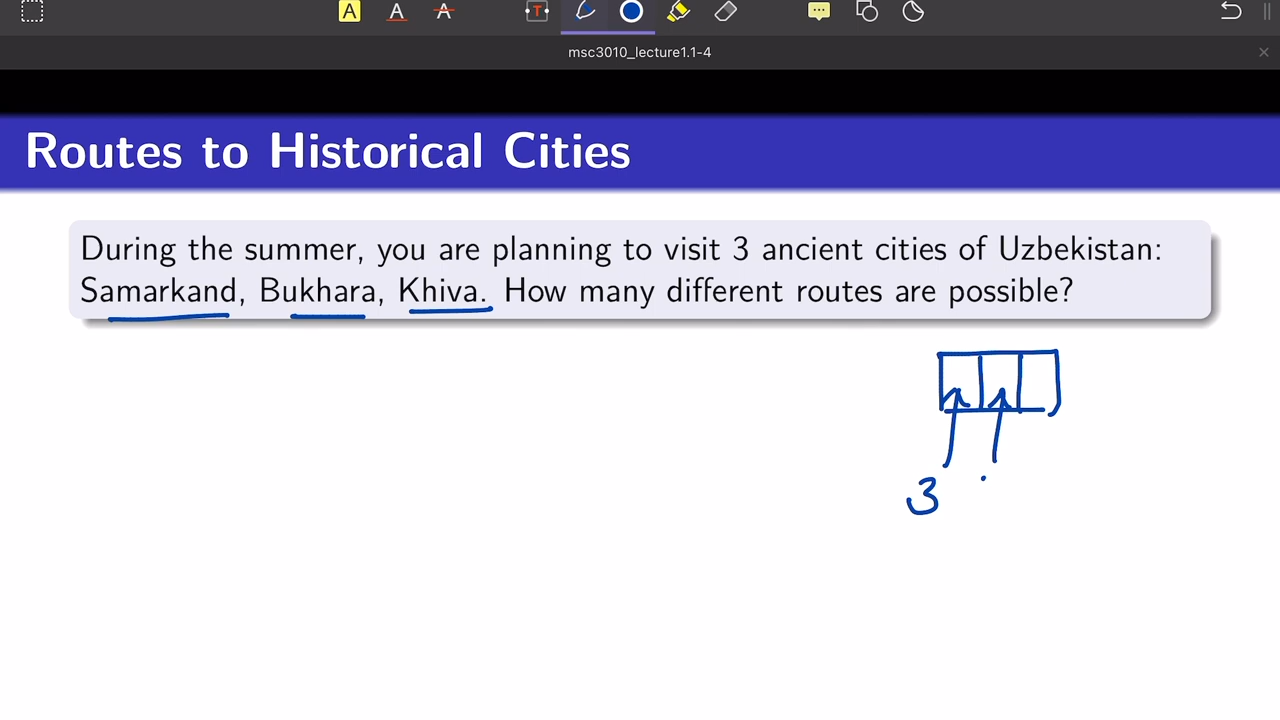 A A A T
msc3010_lecture1.1-4
Routes to Historical Cities
During the summer, you are planning to visit 3 ancient cities of Uzbekistan:
Samarkand, Bukhara, Khiva. How many different routes are possible?
3